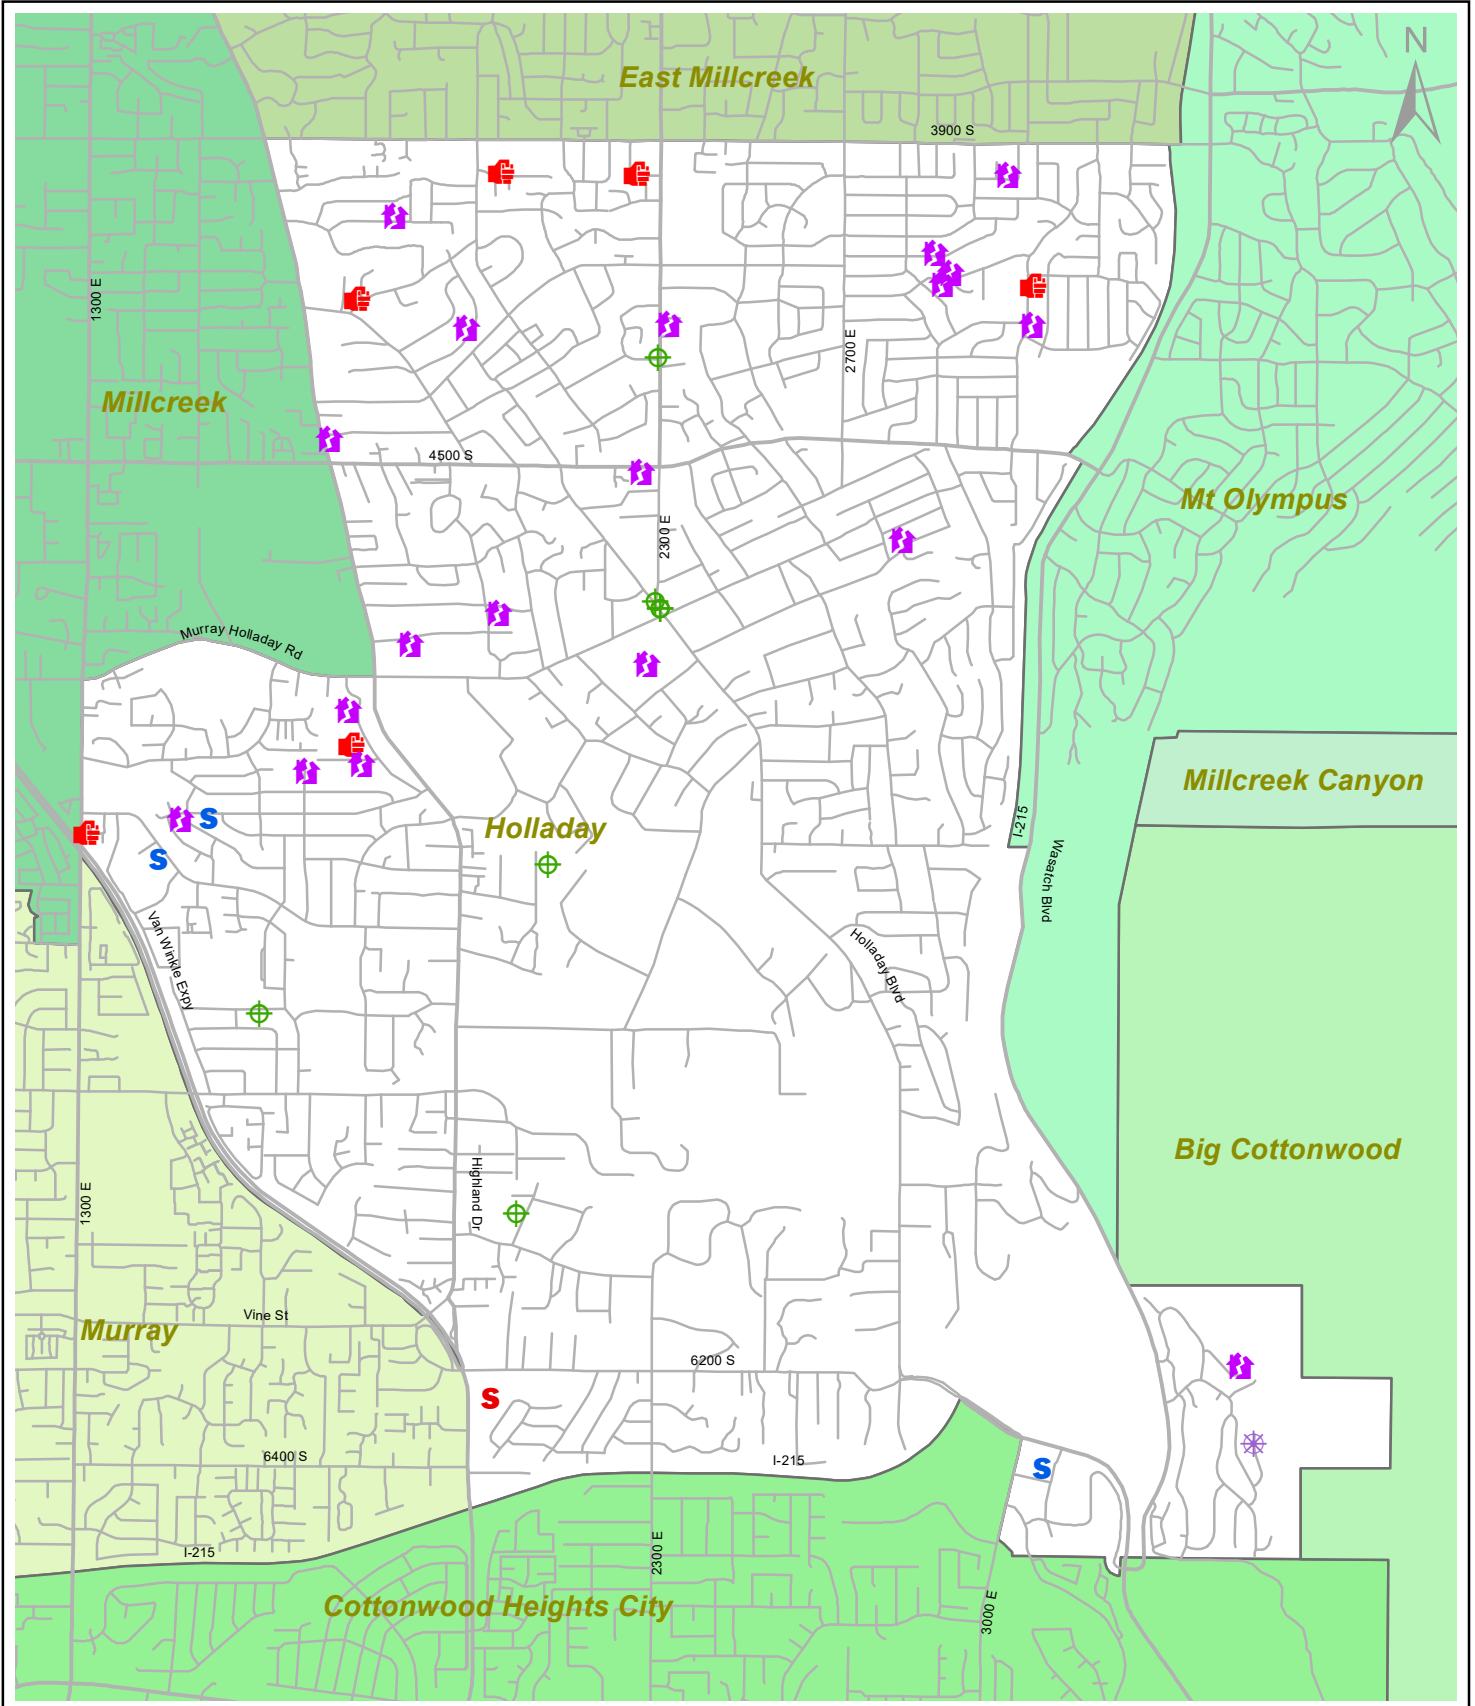 N
East Millcreek
3900 S
1300 E
2700 E
Millcreek
4500 S
Mt Olympus
2300 E
Murray Holladay Rd
Millcreek Canyon
I-215
Holladay
S
Wasatch Blvd
S
Van Winkle Expy
Holladay Blvd
Big Cottonwood
Highland Dr
1300 E
Vine St
Murray
6200 S
S
6400 S
I-215
S
I-215
2300 E
Cottonwood Heights City
3000 E